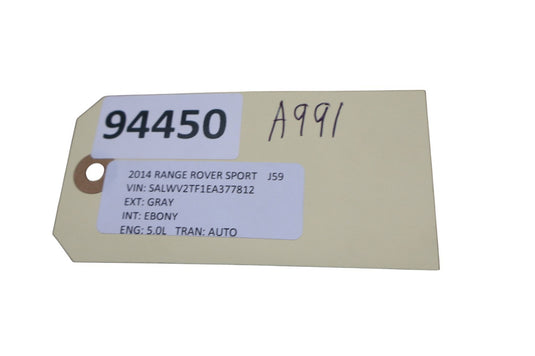 94450
A991
2014 RANGE ROVER SPORT J59
VIN: SALWV2TF1EA377812
EXT: GRAY
INT: EBONY
ENG: 5.0L TRAN: AUTO